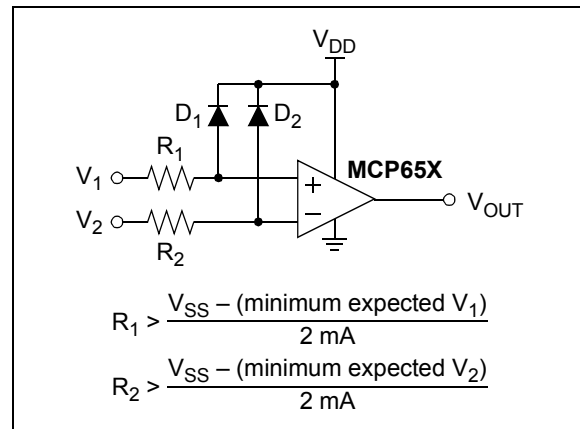 VDD
D1 D2
R1
V1
MCP65X
+
V2
–
VOUT
R2
R1 > VSS – (minimum expected V1)
2 mA
R2 > VSS – (minimum expected V2)
2 mA